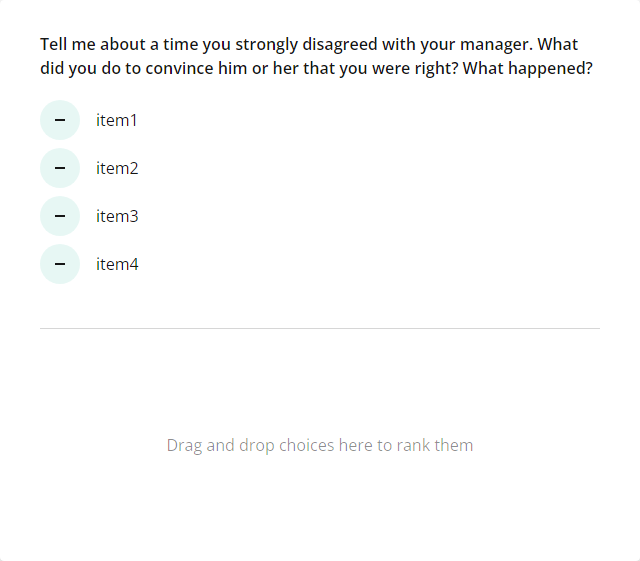 Tell me about a time you strongly disagreed with your manager. What
did you do to convince him or her that you were right? What happened?
item1
item2
item3
item4
Drag and drop choices here to rank them